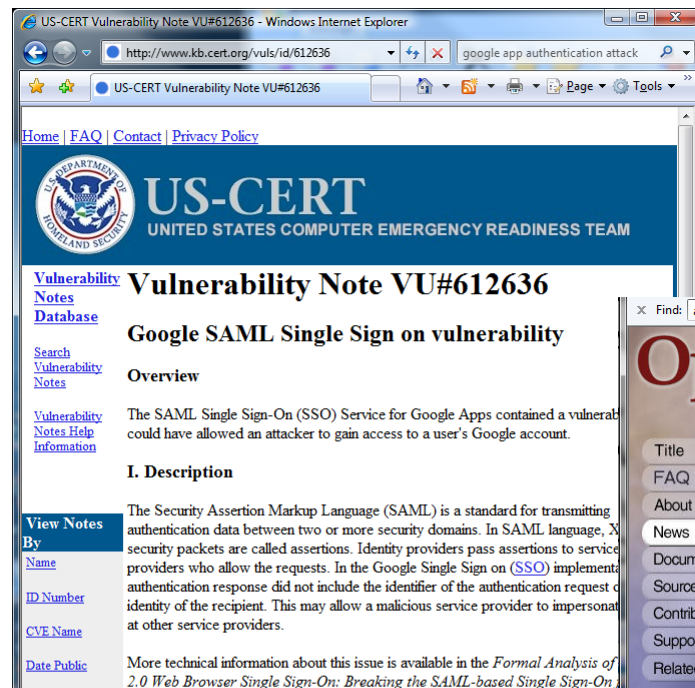 US-CERT Vulnerability Note VU#612636 - Windows Internet Explorer
http://www.kb.cert.org/vuls/id/612636
google app authentication attack
US-CERT Vulnerability Note VU#612636
Page
Tools
Home | FAQ | Contact | Privacy Policy
U.S. DEPARTMENT OF HOMELAND SECURITY
US-CERT
UNITED STATES COMPUTER EMERGENCY READINESS TEAM
Vulnerability
Notes
Database
Search
Vulnerability
Notes
Vulnerability
Notes Help
Information
View Notes
By
Name
ID Number
CVE Name
Date Public
Vulnerability Note VU#612636
Google SAML Single Sign on vulnerability
Overview
The SAML Single Sign-On (SSO) Service for Google Apps contained a vulnerab
could have allowed an attacker to gain access to a user's Google account.
I. Description
The Security Assertion Markup Language (SAML) is a standard for transmitting
authentication data between two or more security domains. In SAML language, X
security packets are called assertions. Identity providers pass assertions to service
providers who allow the requests. In the Google Single Sign on (SSO) implementa
authentication response did not include the identifier of the authentication request o
identity of the recipient. This may allow a malicious service provider to impersonat
at other service providers.
More technical information about this issue is available in the Formal Analysis of
2.0 Web Browser Single Sign-On: Breaking the SAML-based Single Sign-On
Find:
Title
FAQ
About
News
Docum
Source
Contrib
Suppo
Relate